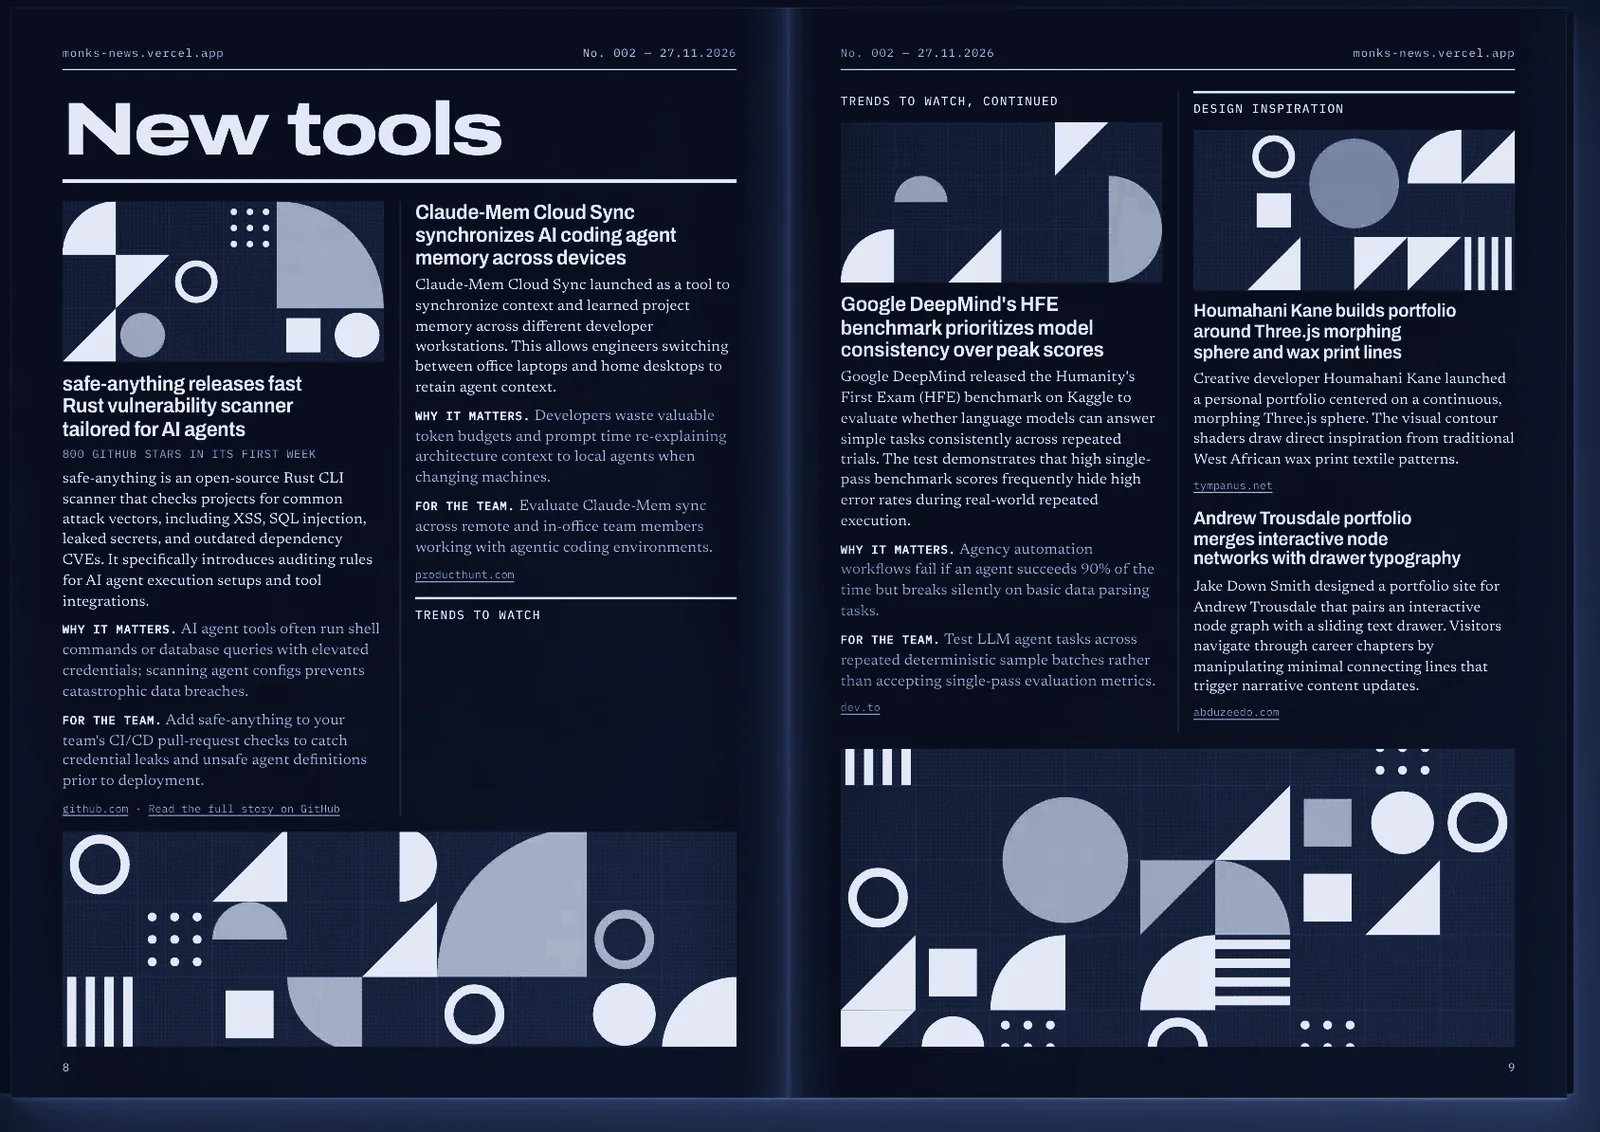 monks-news.vercel.app
No. 002 — 27.11.2026
New tools
safe-anything releases fast
Rust vulnerability scanner
tailored for AI agents
800 GITHUB STARS IN ITS FIRST WEEK
safe-anything is an open-source Rust CLI
scanner that checks projects for common
attack vectors, including XSS, SQL injection,
leaked secrets, and outdated dependency
CVEs. It specifically introduces auditing rules
for AI agent execution setups and tool
integrations.
WHY IT MATTERS. AI agent tools often run shell
commands or database queries with elevated
credentials; scanning agent configs prevents
catastrophic data breaches.
FOR THE TEAM. Add safe-anything to your
team's CI/CD pull-request checks to catch
credential leaks and unsafe agent definitions
prior to deployment.
github.com · Read the full story on GitHub
Claude-Mem Cloud Sync
synchronizes AI coding agent
memory across devices
Claude-Mem Cloud Sync launched as a tool to
synchronize context and learned project
memory across different developer
workstations. This allows engineers switching
between office laptops and home desktops to
retain agent context.
WHY IT MATTERS. Developers waste valuable
token budgets and prompt time re-explaining
architecture context to local agents when
changing machines.
FOR THE TEAM. Evaluate Claude-Mem sync
across remote and in-office team members
working with agentic coding environments.
producthunt.com
TRENDS TO WATCH
8
No. 002 — 27.11.2026
monks-news.vercel.app
TRENDS TO WATCH, CONTINUED
Google DeepMind's HFE
benchmark prioritizes model
consistency over peak scores
Google DeepMind released the Humanity's
First Exam (HFE) benchmark on Kaggle to
evaluate whether language models can answer
simple tasks consistently across repeated
trials. The test demonstrates that high single-
pass benchmark scores frequently hide high
error rates during real-world repeated
execution.
WHY IT MATTERS. Agency automation
workflows fail if an agent succeeds 90% of the
time but breaks silently on basic data parsing
tasks.
FOR THE TEAM. Test LLM agent tasks across
repeated deterministic sample batches rather
than accepting single-pass evaluation metrics.
dev.to
DESIGN INSPIRATION
Houmahani Kane builds portfolio
around Three.js morphing
sphere and wax print lines
Creative developer Houmahani Kane launched
a personal portfolio centered on a continuous,
morphing Three.js sphere. The visual contour
shaders draw direct inspiration from traditional
West African wax print textile patterns.
tympanus.net
Andrew Trousdale portfolio
merges interactive node
networks with drawer typography
Jake Down Smith designed a portfolio site for
Andrew Trousdale that pairs an interactive
node graph with a sliding text drawer. Visitors
navigate through career chapters by
manipulating minimal connecting lines that
trigger narrative content updates.
abduzeedo.com
9